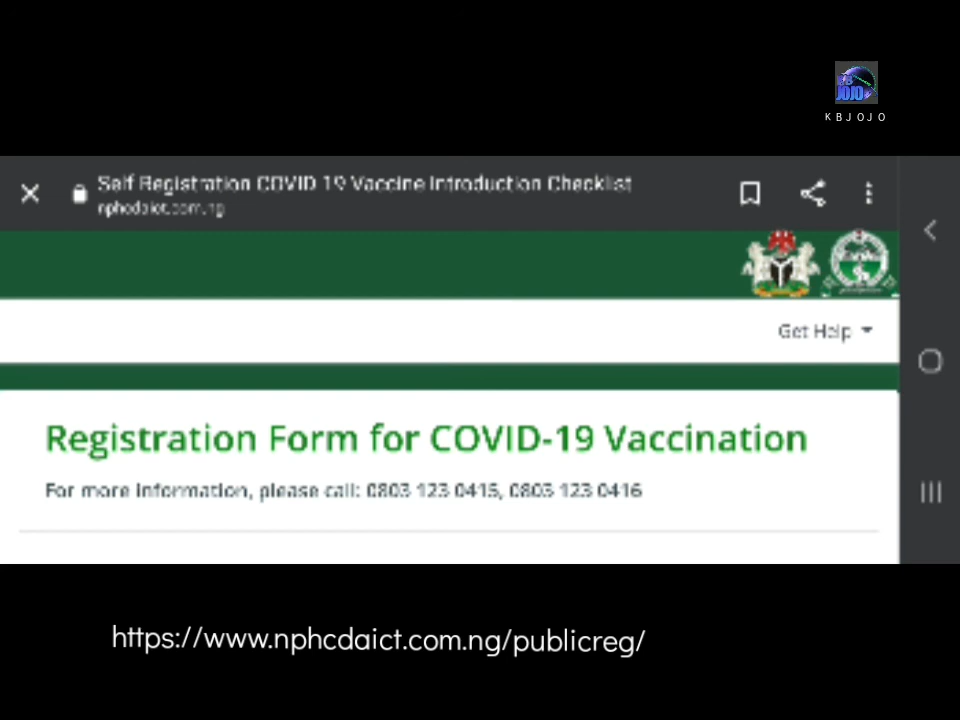 JOJO
KBJOJO
Self Registration COVID 19 Vaccine Introduction Checklist
nphcdaict.com.ng
Get Help
Registration Form for COVID-19 Vaccination
For more information, please call: 0803 123 0415, 0803 123 0416
https://www.nphcdaict.com.ng/publicreg/